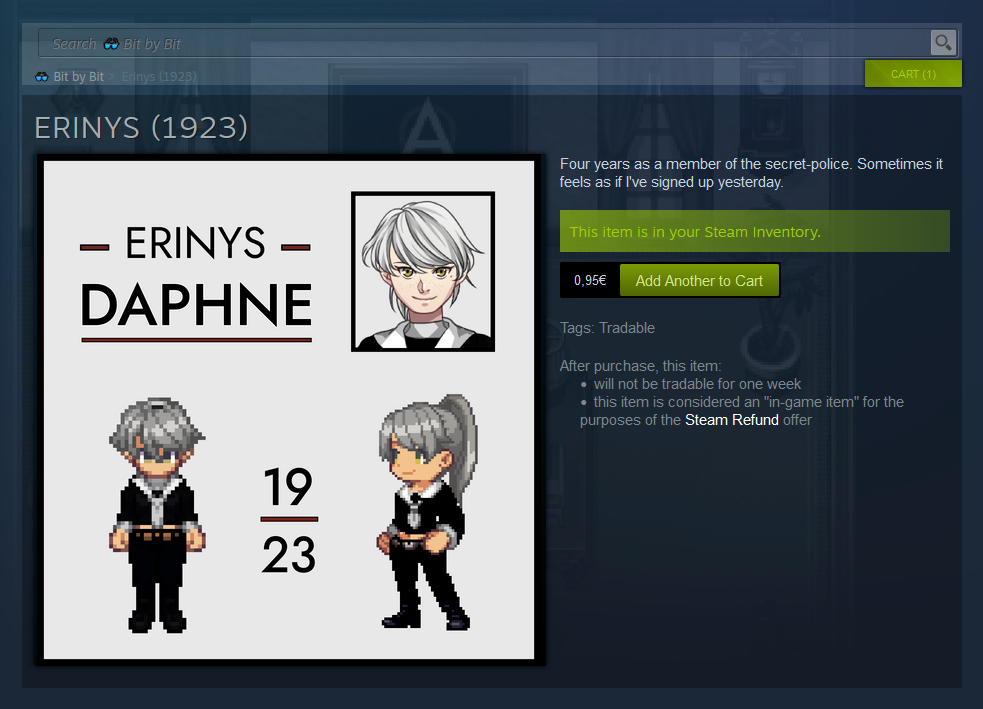 Search Bit by Bit
Bit by Bit > Erinys (1923)
CART (1)
ERINYS (1923)
ERINYS
DAPHNE
19
23
Four years as a member of the secret-police. Sometimes it
feels as if I've signed up yesterday.
This item is in your Steam Inventory.
0,95€ Add Another to Cart
Tags: Tradable
After purchase, this item:
• will not be tradable for one week
• this item is considered an "in-game item" for the
purposes of the Steam Refund offer